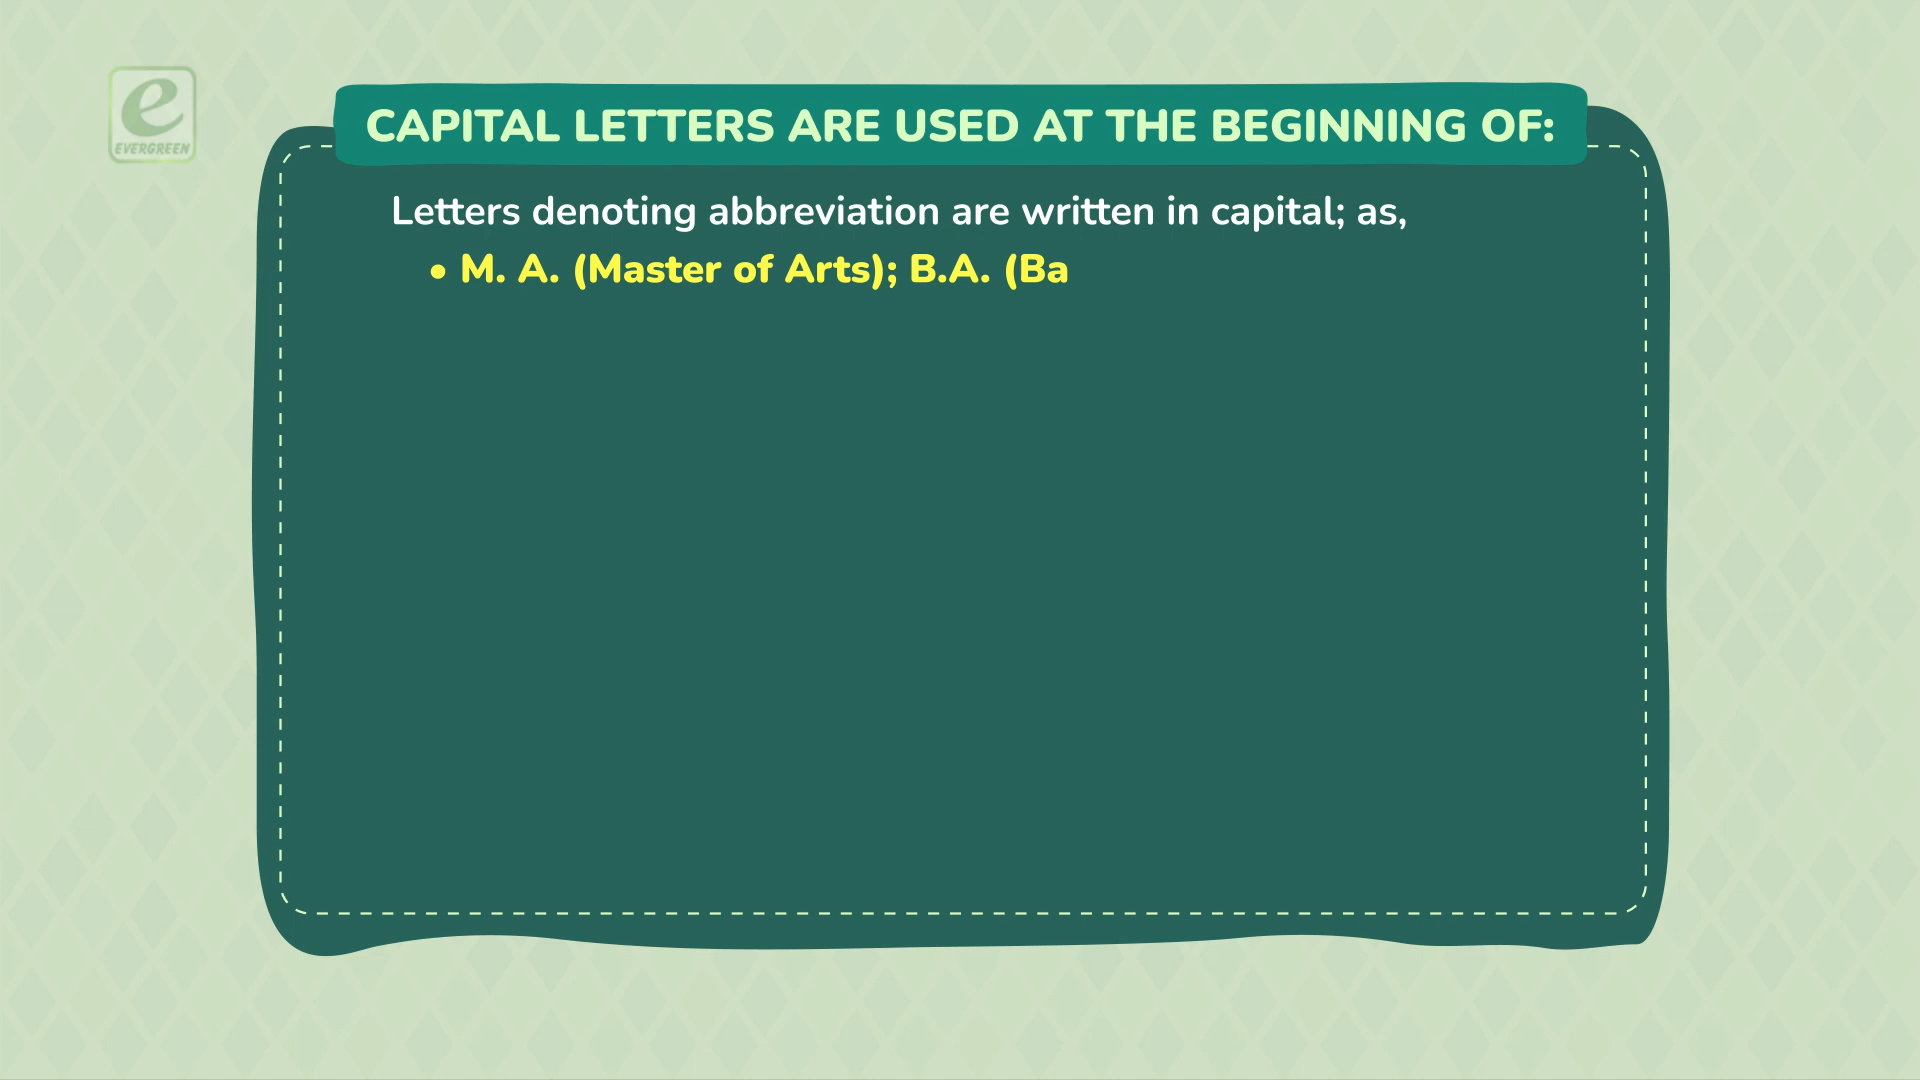 e
EVERGREEN
CAPITAL LETTERS ARE USED AT THE BEGINNING OF:
Letters denoting abbreviation are written in capital; as,
• M. A. (Master of Arts); B.A. (Ba